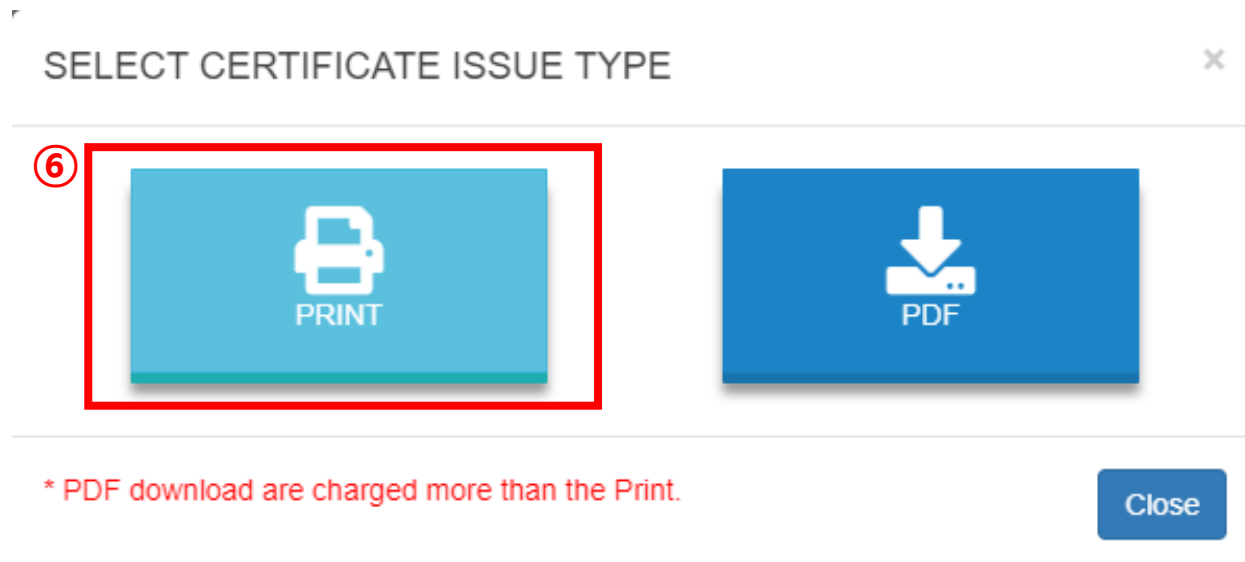 SELECT CERTIFICATE ISSUE TYPE ×
⑥
PRINT
PDF
* PDF download are charged more than the Print.
Close